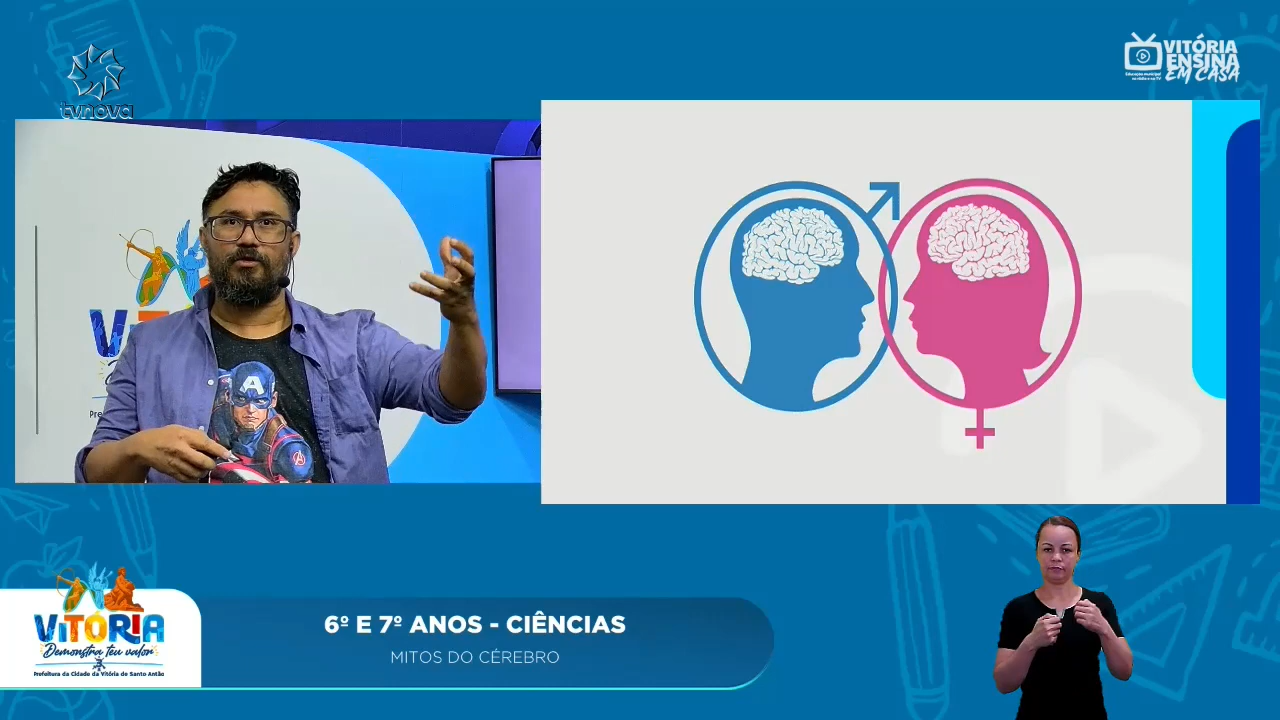 tvnova
VITÓRIA
ENSINA
EM CASA
A
6º E 7º ANOS - CIÊNCIAS
MITOS DO CÉREBRO
VITÓRIA
Demonstra teu valor
Prefeitura da Cidade da Vitória de Santo Antão